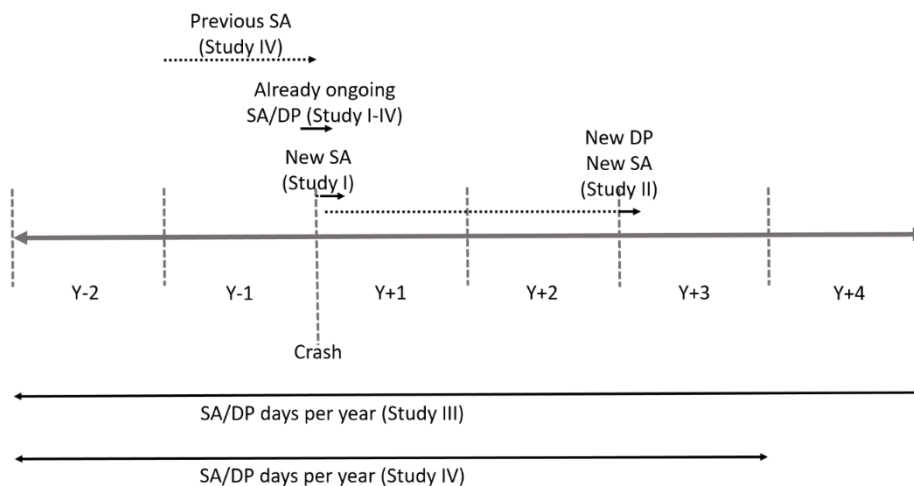 Previous SA
(Study IV)
Already ongoing
SA/DP (Study I-IV)
New SA
(Study I)
New DP
New SA
(Study II)
Y-2
Y-1
Y+1
Y+2
Y+3
Y+4
Crash
SA/DP days per year (Study III)
SA/DP days per year (Study IV)